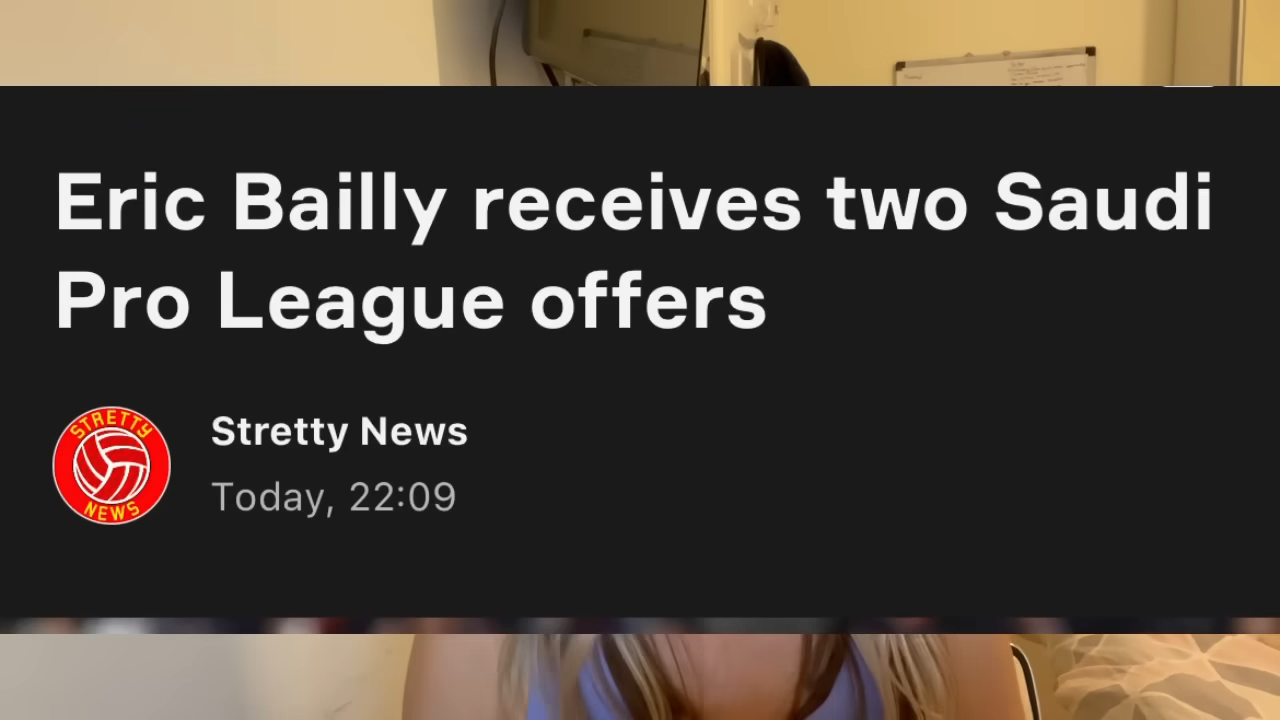 Eric Bailly receives two Saudi
Pro League offers
STRETTY
NEWS
Stretty News
Today, 22:09